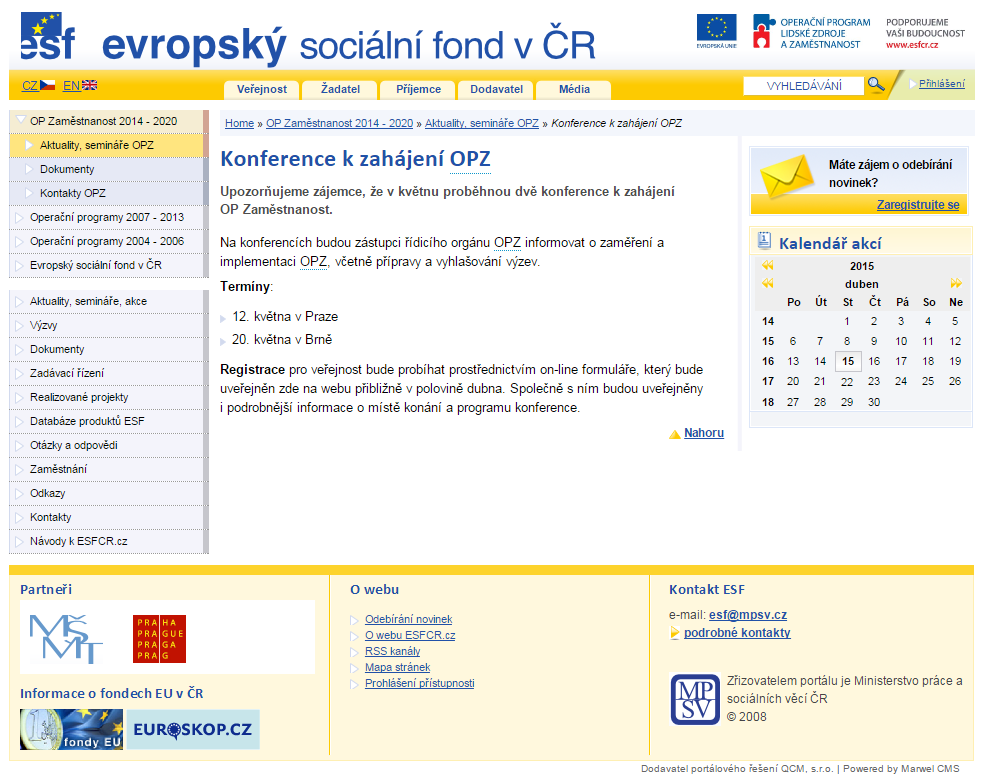 esf evropský sociální fond v ČR
EVROPSKÁ UNIE
OPERAČNÍ PROGRAM
LIDSKÉ ZDROJE
A ZAMĚSTNANOST
PODPORUJEME
VAŠI BUDOUCNOST
www.esfcr.cz
CZ EN
Veřejnost Žadatel Příjemce Dodavatel Média
VYHLEDÁVÁNÍ
Přihlášení
OP Zaměstnanost 2014 - 2020
Aktuality, semináře OPZ
Dokumenty
Kontakty OPZ
Operační programy 2007 - 2013
Operační programy 2004 - 2006
Evropský sociální fond v ČR
Aktuality, semináře, akce
Výzvy
Dokumenty
Zadávací řízení
Realizované projekty
Databáze produktů ESF
Otázky a odpovědi
Zaměstnání
Odkazy
Kontakty
Návody k ESFCR.cz
Home » OP Zaměstnanost 2014 - 2020 » Aktuality, semináře OPZ » Konference k zahájení OPZ
Konference k zahájení OPZ
Upozorňujeme zájemce, že v květnu proběhnou dvě konference k zahájení
OP Zaměstnanost.
Na konferencích budou zástupci řídicího orgánu OPZ informovat o zaměření a
implementaci OPZ, včetně přípravy a vyhlašování výzev.
Termíny:
12. května v Praze
20. května v Brně
Registrace pro veřejnost bude probíhat prostřednictvím on-line formuláře, který bude
uveřejněn zde na webu přibližně v polovině dubna. Společně s ním budou uveřejněny
i podrobnější informace o místě konání a programu konference.
Nahoru
Máte zájem o odebírání
novinek?
Zaregistrujte se
Kalendář akcí
2015
duben
Po Út St Čt Pá So Ne
14 1 2 3 4 5
15 6 7 8 9 10 11 12
16 13 14 15 16 17 18 19
17 20 21 22 23 24 25 26
18 27 28 29 30
Partneři
MŠMT
PRA HA
PRA GUE
PRA GA
PRA G
Informace o fondech EU v ČR
fondy EU
EUROSKOP.CZ
O webu
Odebírání novinek
O webu ESFCR.cz
RSS kanály
Mapa stránek
Prohlášení přístupnosti
Kontakt ESF
e-mail: esf@mpsv.cz
podrobné kontakty
MPSV
Zřizovatelem portálu je Ministerstvo práce a
sociálních věcí ČR
© 2008
Dodavatel portálového řešení QCM, s.r.o. | Powered by Marwel CMS